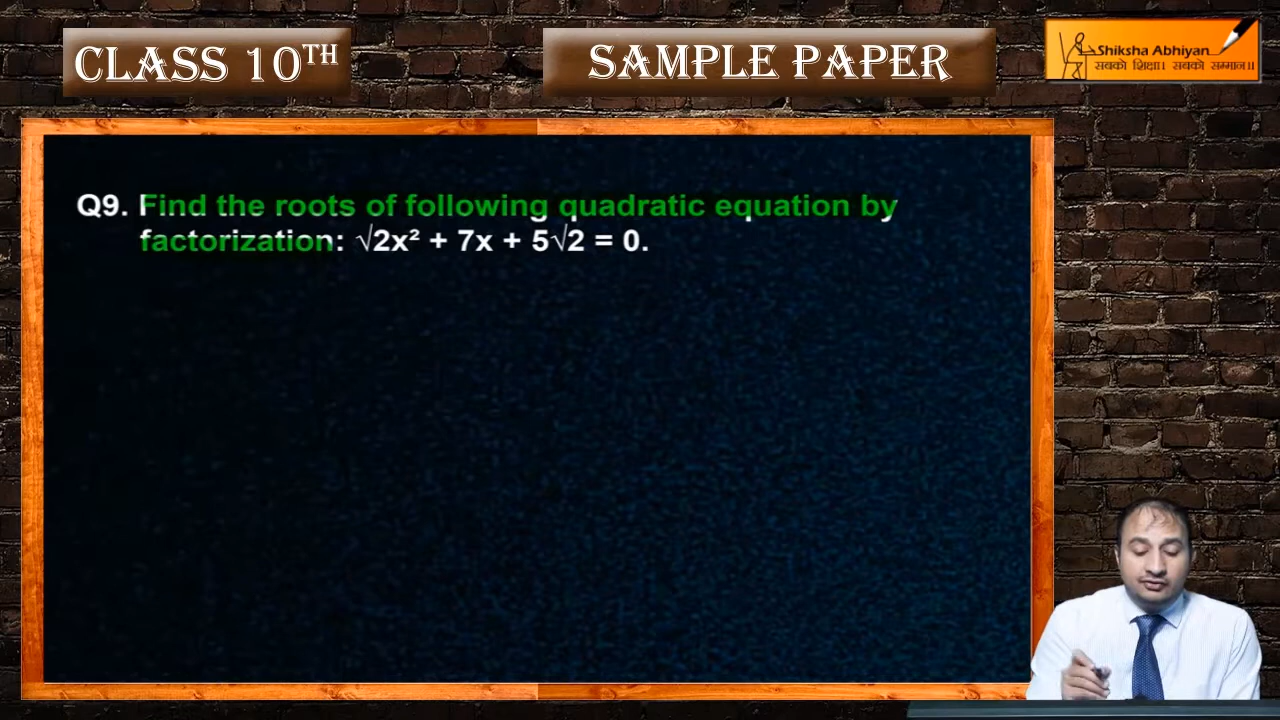 CLASS 10TH
SAMPLE PAPER
Shiksha Abhiyan
सबको शिक्षा। सबको सम्मान॥
Q9. Find the roots of following quadratic equation by
factorization: √2x² + 7x + 5√2 = 0.